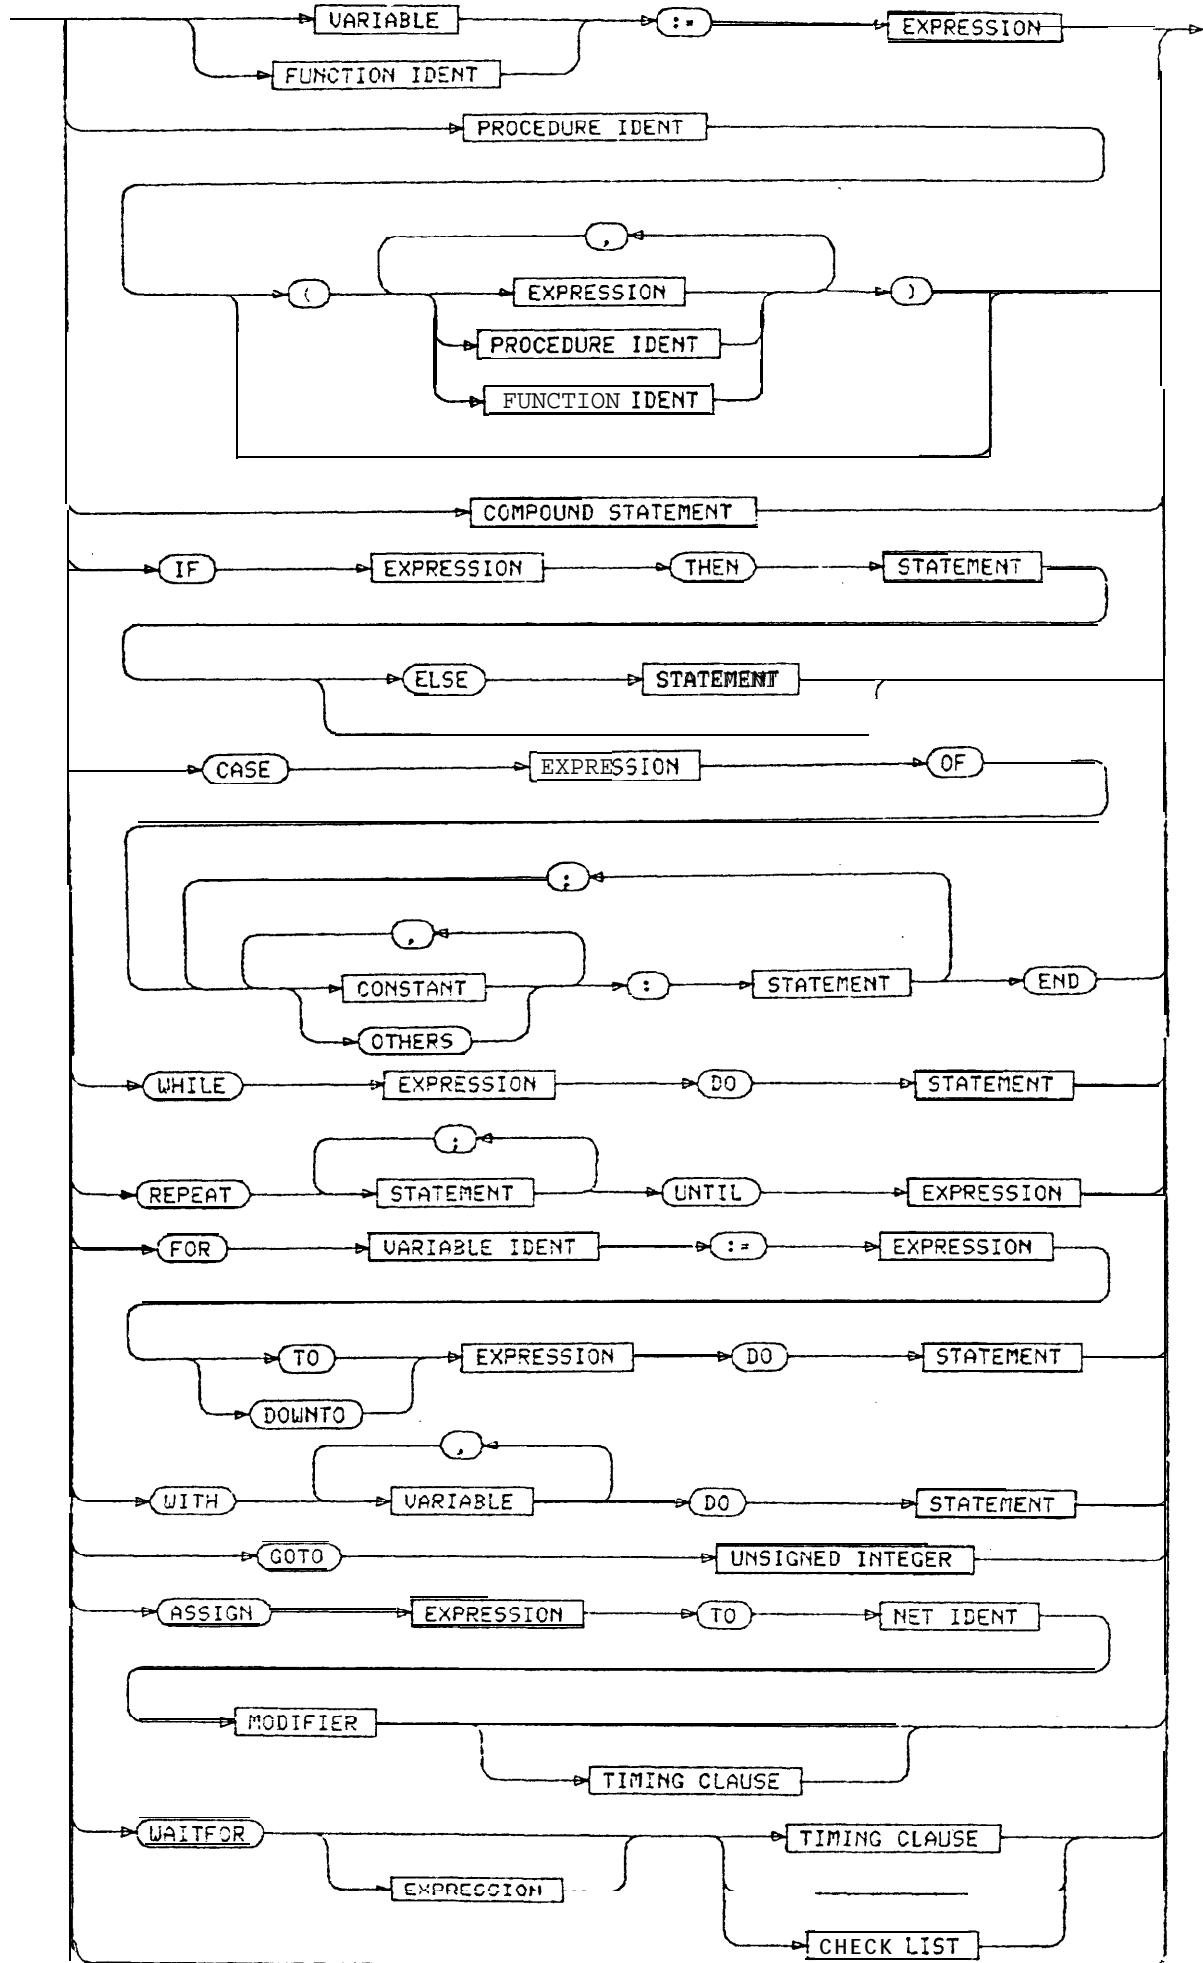 VARIABLE := EXPRESSION
FUNCTION IDENT
PROCEDURE IDENT
,
( EXPRESSION )
PROCEDURE IDENT
FUNCTION IDENT
COMPOUND STATEMENT
IF EXPRESSION THEN STATEMENT
ELSE STATEMENT
CASE EXPRESSION OF
;
,
CONSTANT : STATEMENT END
OTHERS
WHILE EXPRESSION DO STATEMENT
;
REPEAT STATEMENT UNTIL EXPRESSION
FOR VARIABLE IDENT := EXPRESSION
TO EXPRESSION DO STATEMENT
DOWNTO
,
WITH VARIABLE DO STATEMENT
GOTO UNSIGNED INTEGER
ASSIGN EXPRESSION TO NET IDENT
MODIFIER
TIMING CLAUSE
WAITFOR TIMING CLAUSE
EXPRESSION
CHECK LIST